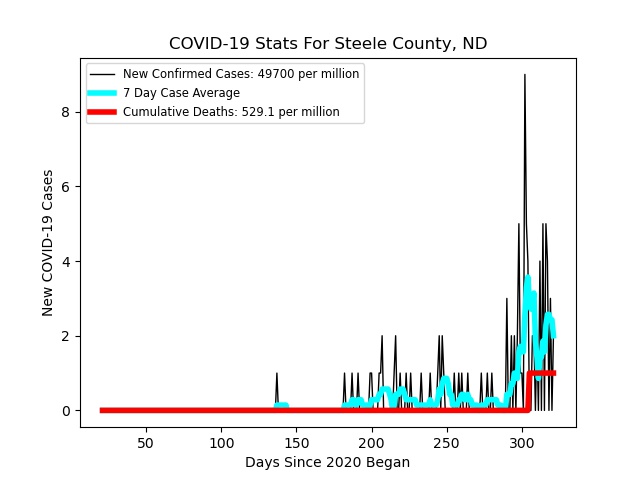 COVID-19 Stats For Steele County, ND
New Confirmed Cases: 49700 per million
7 Day Case Average
Cumulative Deaths: 529.1 per million
New COVID-19 Cases
8
6
4
2
0
50 100 150 200 250 300
Days Since 2020 Began